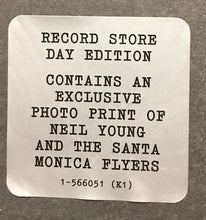 RECORD STORE
DAY EDITION
CONTAINS AN
EXCLUSIVE
PHOTO PRINT OF
NEIL YOUNG
AND THE SANTA
MONICA FLYERS
1-566051 (K1)